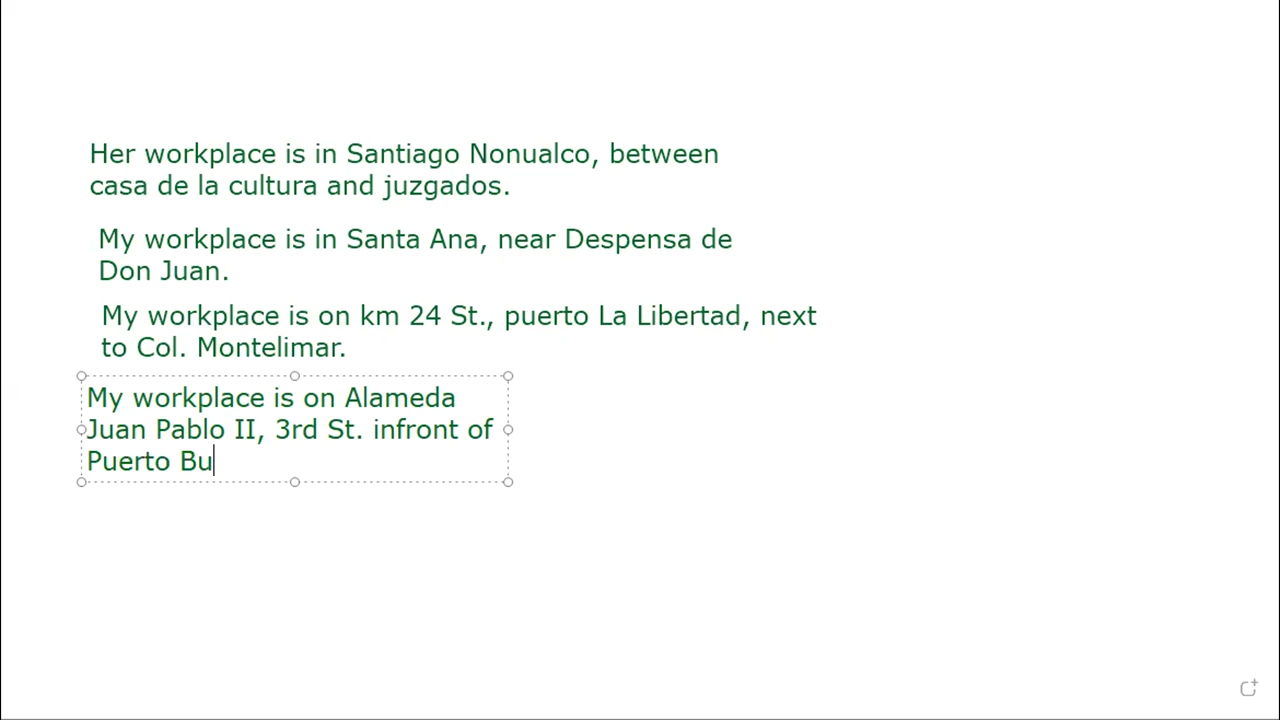 Her workplace is in Santiago Nonualco, between
casa de la cultura and juzgados.
My workplace is in Santa Ana, near Despensa de
Don Juan.
My workplace is on km 24 St., puerto La Libertad, next
to Col. Montelimar.
My workplace is on Alameda
Juan Pablo II, 3rd St. infront of
Puerto Bu